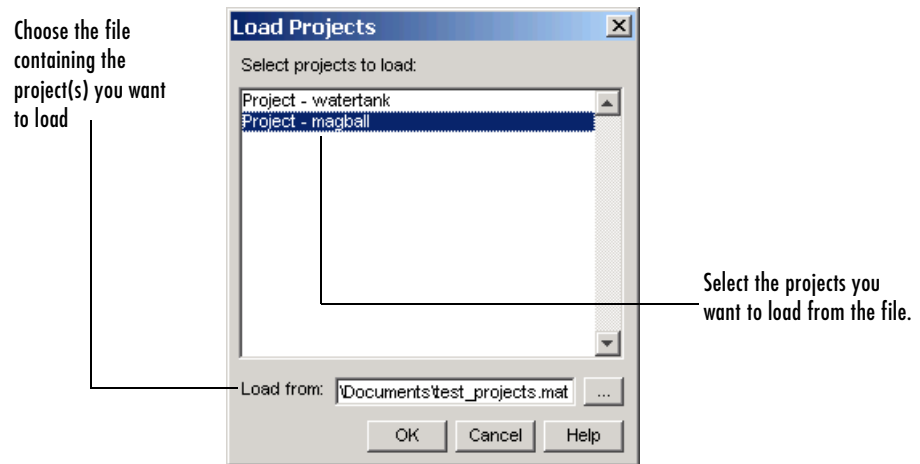 Choose the file
containing the
project(s) you want
to load
Load Projects
Select projects to load:
Project - watertank
Project - magball
Select the projects you
want to load from the file.
Load from:
\Documents\test_projects.mat
...
OK
Cancel
Help